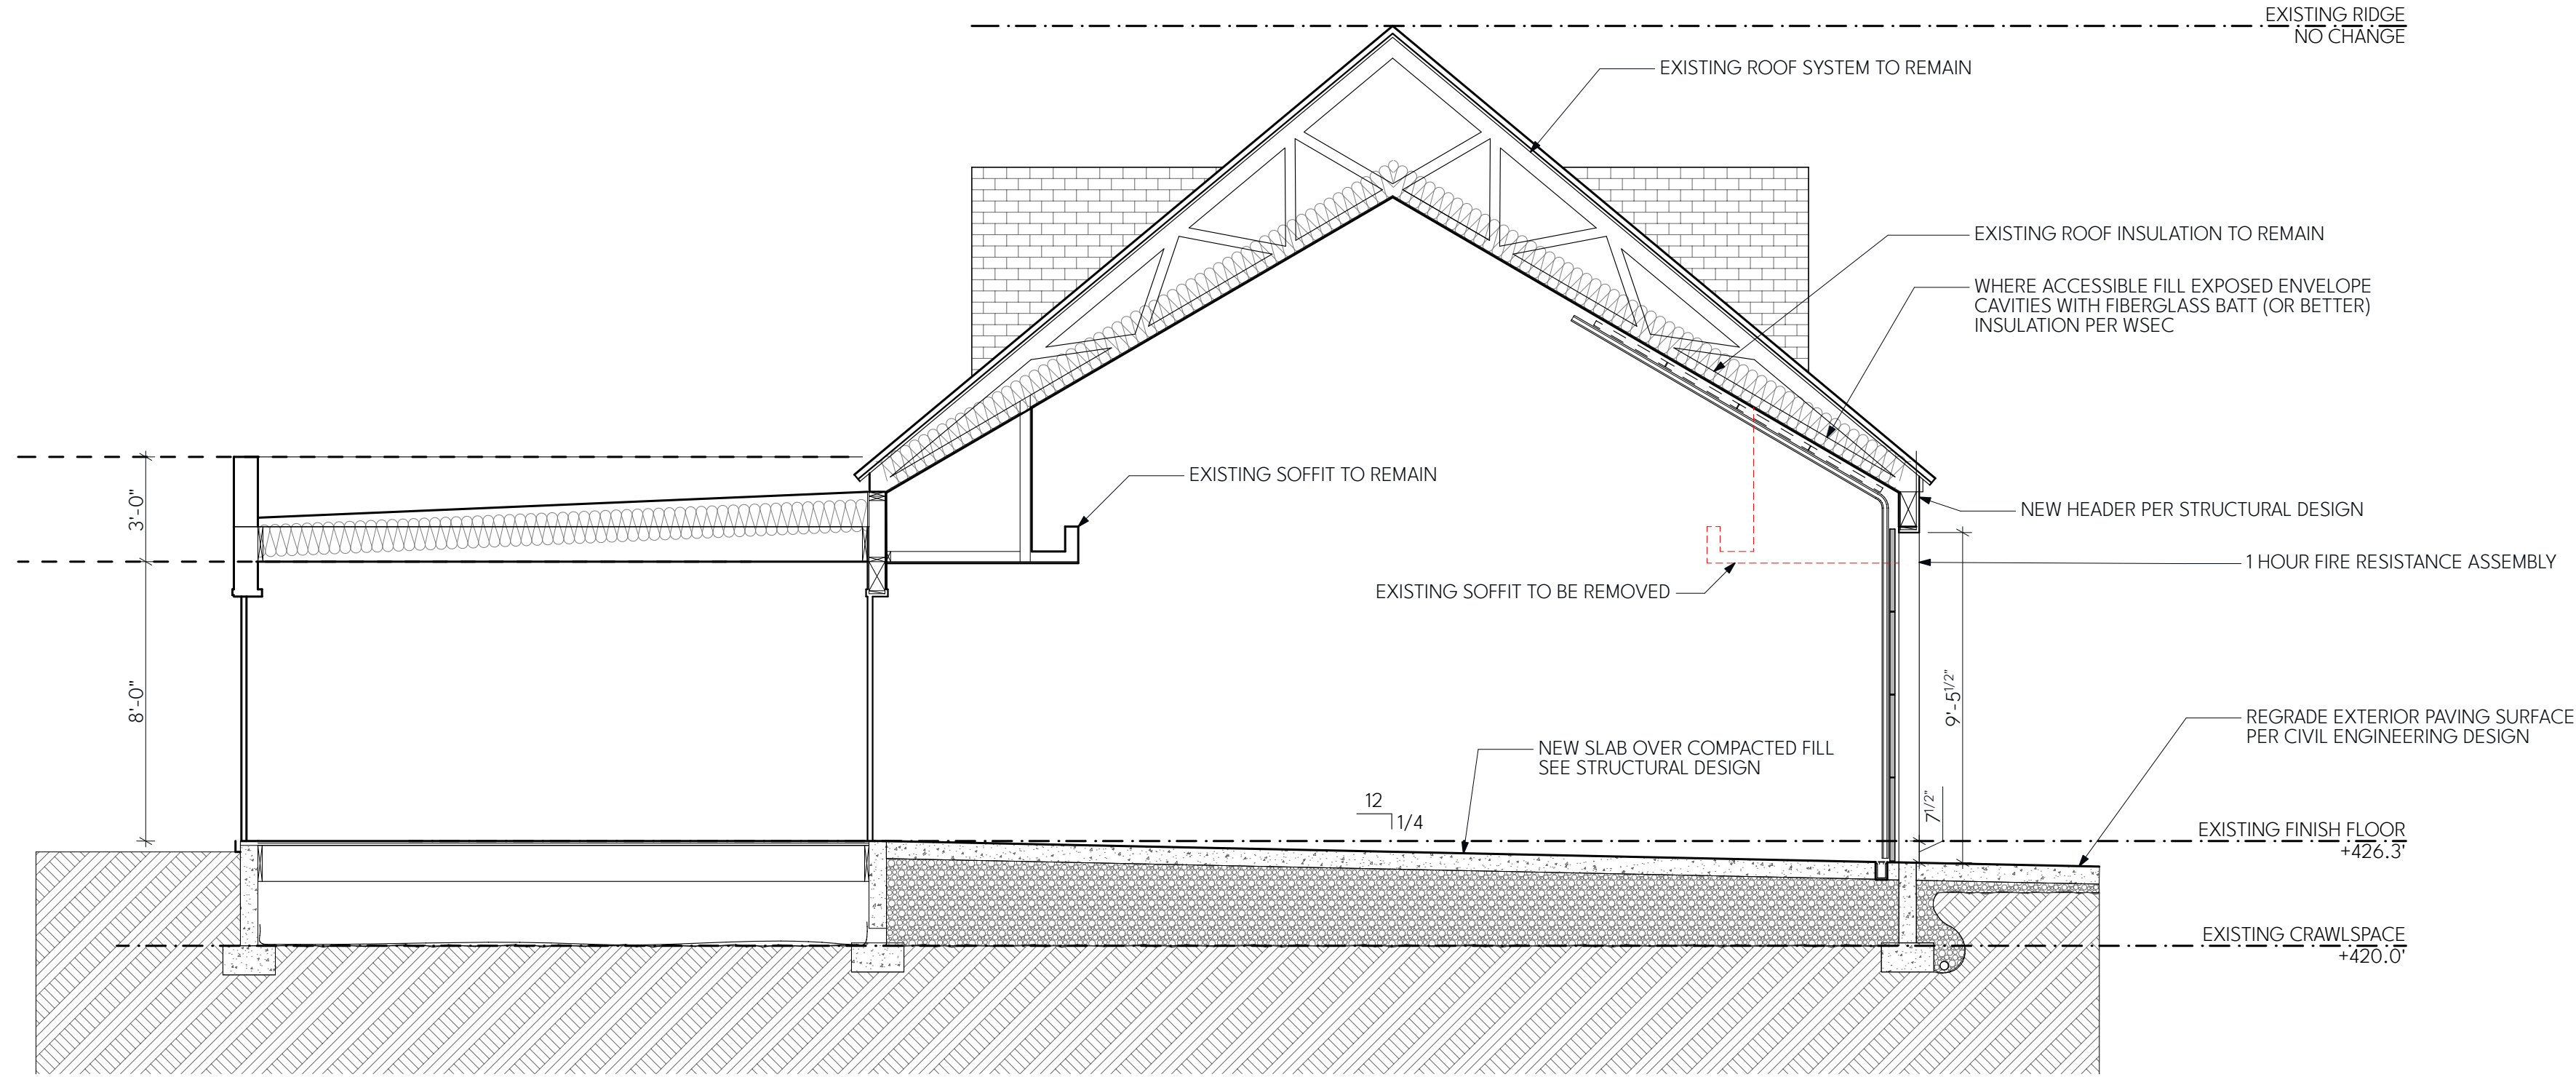 EXISTING RIDGE
NO CHANGE
EXISTING ROOF SYSTEM TO REMAIN
EXISTING ROOF INSULATION TO REMAIN
WHERE ACCESSIBLE FILL EXPOSED ENVELOPE
CAVITIES WITH FIBERGLASS BATT (OR BETTER)
INSULATION PER WSEC
EXISTING SOFFIT TO REMAIN
3'-0"
NEW HEADER PER STRUCTURAL DESIGN
1 HOUR FIRE RESISTANCE ASSEMBLY
EXISTING SOFFIT TO BE REMOVED
8'-0"
9'-5 1/2"
REGRADE EXTERIOR PAVING SURFACE
PER CIVIL ENGINEERING DESIGN
NEW SLAB OVER COMPACTED FILL
SEE STRUCTURAL DESIGN
12
1/4
7 1/2"
EXISTING FINISH FLOOR
+426.3'
EXISTING CRAWLSPACE
+420.0'